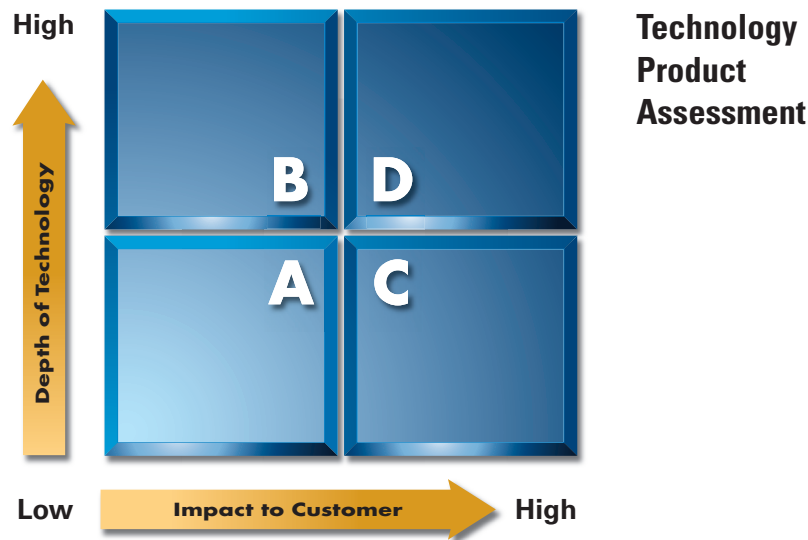 High
Technology
Product
Assessment
Depth of Technology
B
D
A
C
Low
Impact to Customer
High